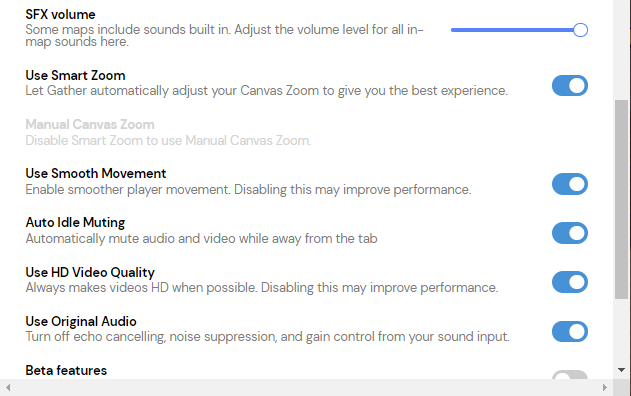 SFX volume
Some maps include sounds built in. Adjust the volume level for all in-
map sounds here.
Use Smart Zoom
Let Gather automatically adjust your Canvas Zoom to give you the best experience.
Manual Canvas Zoom
Disable Smart Zoom to use Manual Canvas Zoom.
Use Smooth Movement
Enable smoother player movement. Disabling this may improve performance.
Auto Idle Muting
Automatically mute audio and video while away from the tab
Use HD Video Quality
Always makes videos HD when possible. Disabling this may improve performance.
Use Original Audio
Turn off echo cancelling, noise suppression, and gain control from your sound input.
Beta features